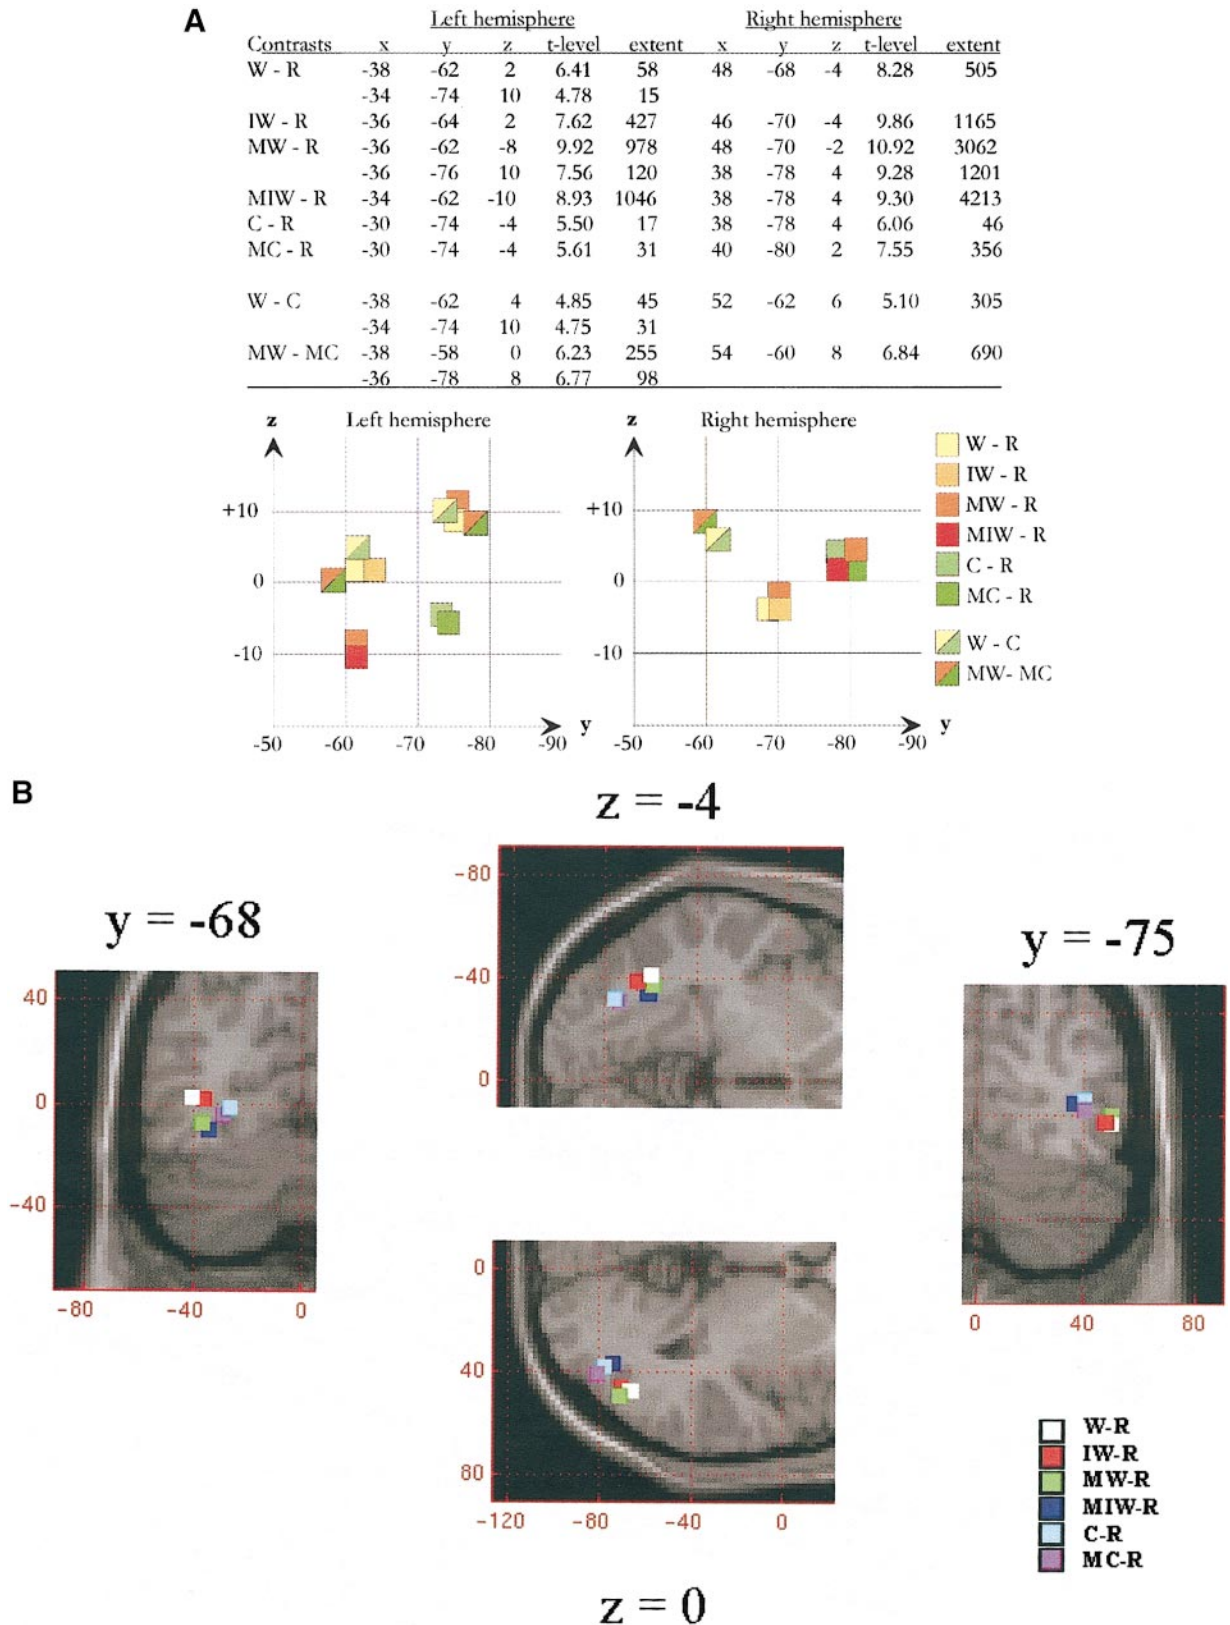 A
Left hemisphere Right hemisphere
Contrasts x y z t-level extent x y z t-level extent
W - R -38 -62 2 6.41 58 48 -68 -4 8.28 505
-34 -74 10 4.78 15
IW - R -36 -64 2 7.62 427 46 -70 -4 9.86 1165
MW - R -36 -62 -8 9.92 978 48 -70 -2 10.92 3062
-36 -76 10 7.56 120 38 -78 4 9.28 1201
MIW - R -34 -62 -10 8.93 1046 38 -78 4 9.30 4213
C - R -30 -74 -4 5.50 17 38 -78 4 6.06 46
MC - R -30 -74 -4 5.61 31 40 -80 2 7.55 356
W - C -38 -62 4 4.85 45 52 -62 6 5.10 305
-34 -74 10 4.75 31
MW - MC -38 -58 0 6.23 255 54 -60 8 6.84 690
-36 -78 8 6.77 98
z Left hemisphere
+10
0
-10
-50 -60 -70 -80 -90 y
z Right hemisphere
+10
0
-10
-50 -60 -70 -80 -90 y
W - R
IW - R
MW - R
MIW - R
C - R
MC - R
W - C
MW- MC
B
z = -4
-80
-40
0
y = -68
40
0
-40
-80 -40 0
y = -75
0 40 80
0
40
80
-120 -80 -40 0
z = 0
W-R
IW-R
MW-R
MIW-R
C-R
MC-R